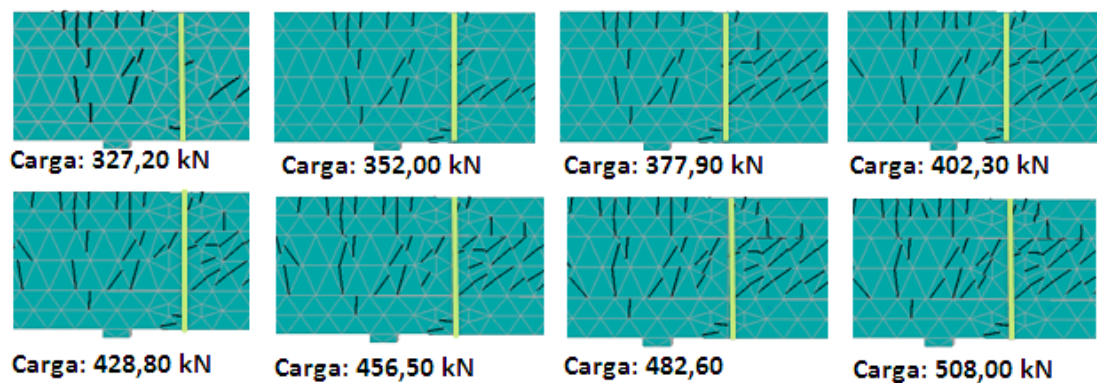 Carga: 327,20 kN
Carga: 352,00 kN
Carga: 377,90 kN
Carga: 402,30 kN
Carga: 428,80 kN
Carga: 456,50 kN
Carga: 482,60
Carga: 508,00 kN